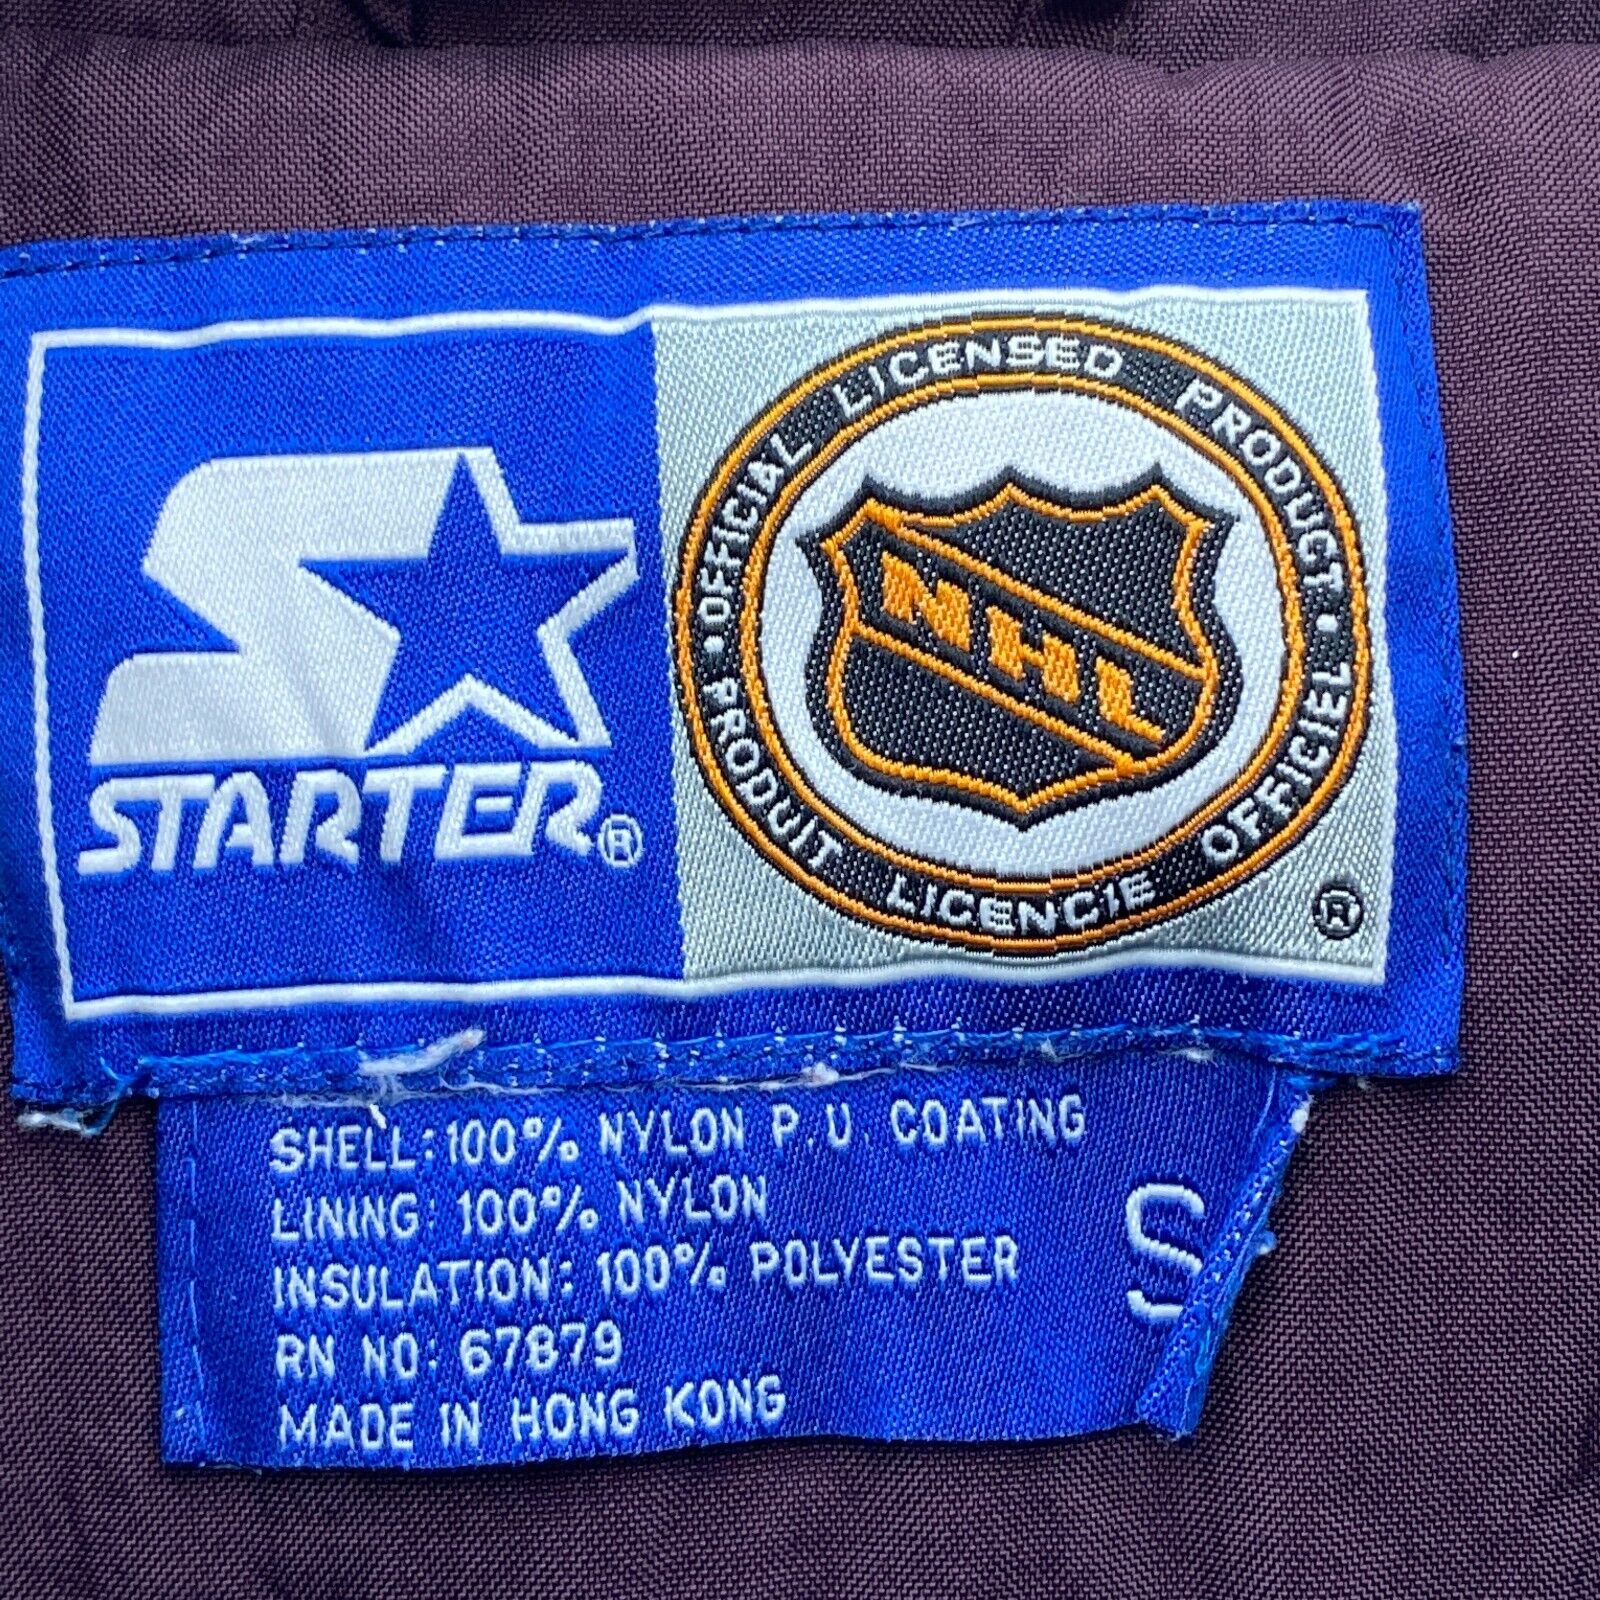 STARTER®
OFFICIAL LICENSED PRODUCT
NHL
PRODUIT LICENCIE OFFICIEL
®
SHELL: 100% NYLON P.U. COATING
LINING: 100% NYLON
INSULATION: 100% POLYESTER
RN NO: 67879
MADE IN HONG KONG
S